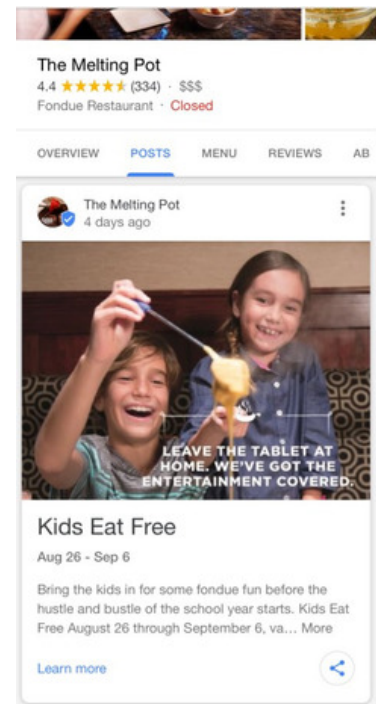 The Melting Pot
4.4 ★★★★★ (334) · $$$
Fondue Restaurant · Closed
OVERVIEW POSTS MENU REVIEWS AB
The Melting Pot
4 days ago
LEAVE THE TABLET AT
HOME. WE'VE GOT THE
ENTERTAINMENT COVERED.
Kids Eat Free
Aug 26 - Sep 6
Bring the kids in for some fondue fun before the
hustle and bustle of the school year starts. Kids Eat
Free August 26 through September 6, va... More
Learn more